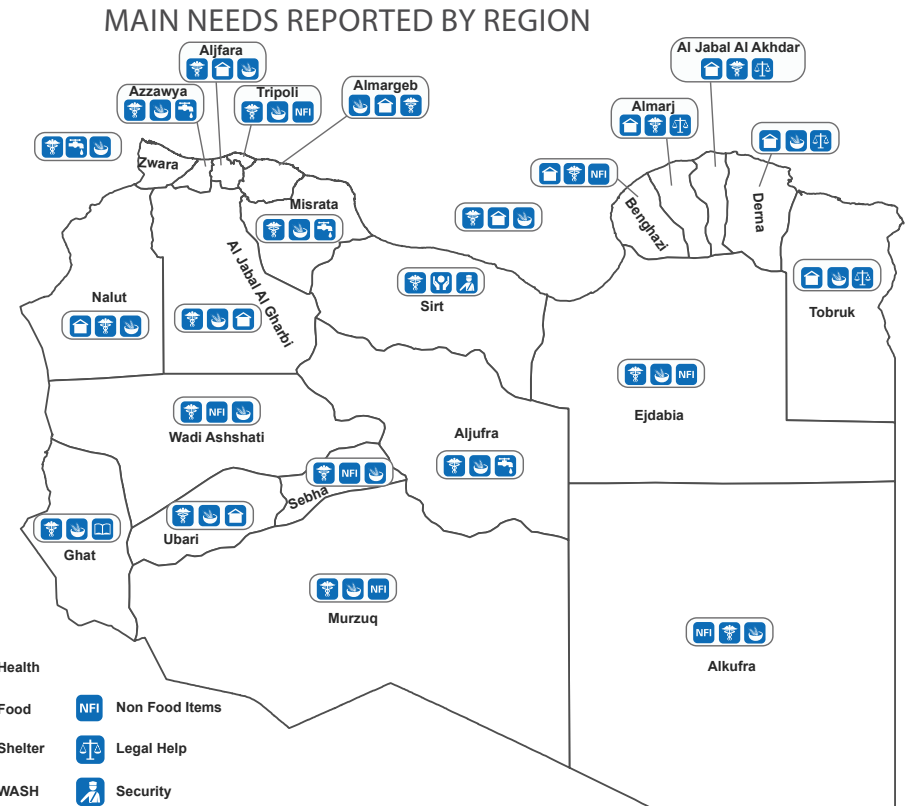 MAIN NEEDS REPORTED BY REGION
Aljfara
Al Jabal Al Akhdar
Azzawya
Tripoli
NFI
Almargeb
Almarj
Zwara
NFI
Benghazi
Derna
Misrata
Al Jabal Al Gharbi
Nalut
Sirt
Tobruk
NFI
Ejdabia
NFI
Wadi Ashshati
Aljufra
NFI
Sebha
Ubari
Ghat
NFI
Murzuq
NFI
Alkufra
Health
Food
NFI Non Food Items
Shelter
Legal Help
WASH
Security